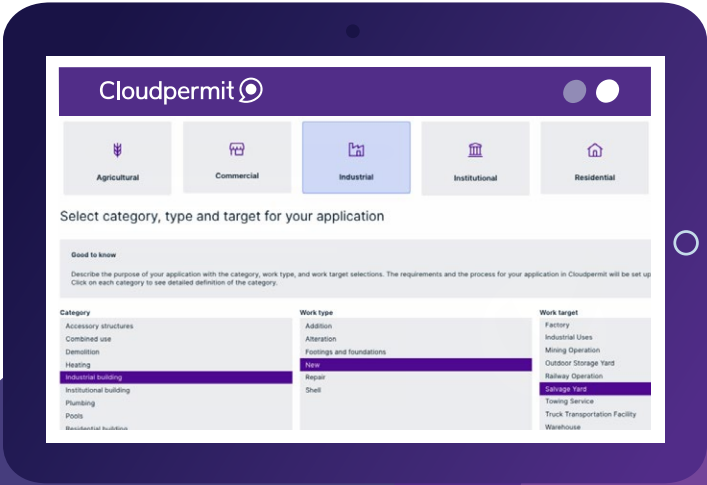 Cloudpermit
Agricultural
Commercial
Industrial
Institutional
Residential
Select category, type and target for your application
Good to know
Describe the purpose of your application with the category, work type, and work target selections. The requirements and the process for your application in Cloudpermit will be set up
Click on each category to see detailed definition of the category.
Category
Accessory structures
Combined use
Demolition
Heating
Industrial building
Institutional building
Plumbing
Pools
Residential building
Work type
Addition
Alteration
Footings and foundations
New
Repair
Shell
Work target
Factory
Industrial Uses
Mining Operation
Outdoor Storage Yard
Railway Operation
Salvage Yard
Towing Service
Truck Transportation Facility
Warehouse